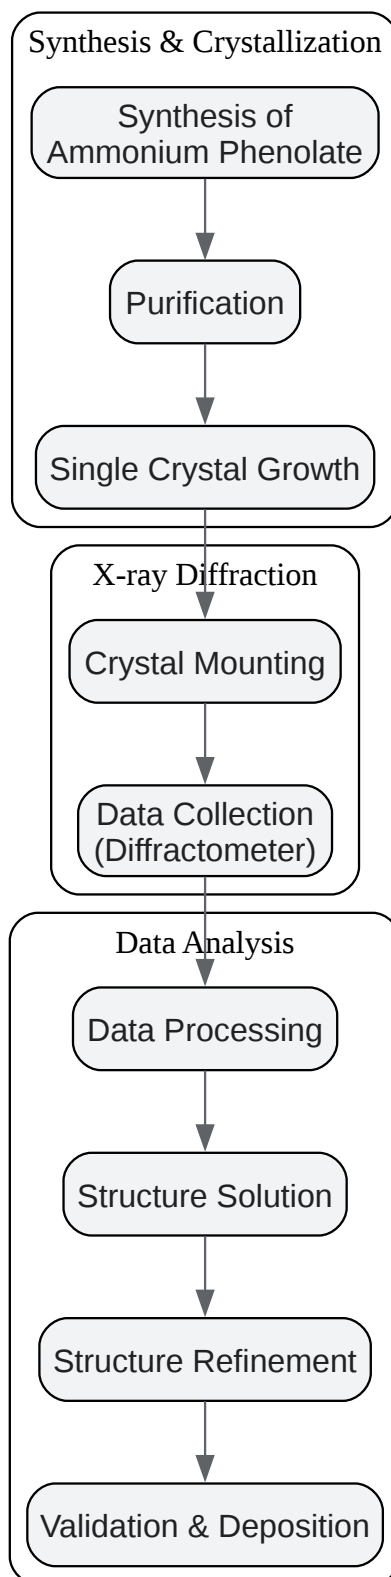 Synthesis & Crystallization
Synthesis of
Ammonium Phenolate
Purification
Single Crystal Growth
X-ray Diffraction
Crystal Mounting
Data Collection
(Diffractometer)
Data Analysis
Data Processing
Structure Solution
Structure Refinement
Validation & Deposition